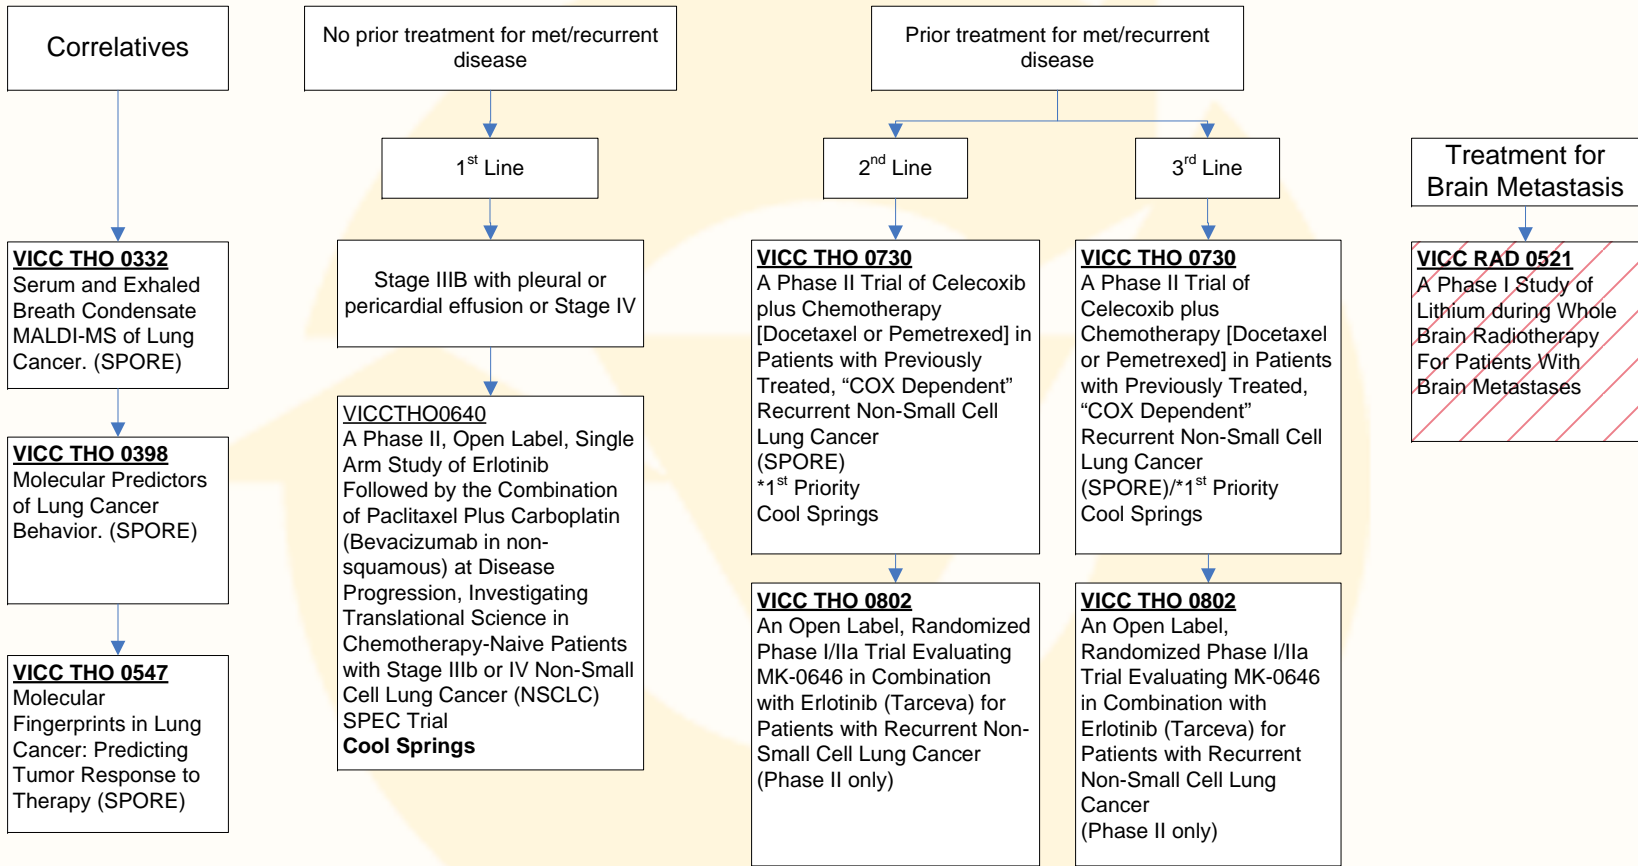 Correlatives
No prior treatment for met/recurrent
disease
Prior treatment for met/recurrent
disease
1st Line
2nd Line
3rd Line
Treatment for
Brain Metastasis
VICC THO 0332
Serum and Exhaled
Breath Condensate
MALDI-MS of Lung
Cancer. (SPORE)
VICC THO 0398
Molecular Predictors
of Lung Cancer
Behavior. (SPORE)
VICC THO 0547
Molecular
Fingerprints in Lung
Cancer: Predicting
Tumor Response to
Therapy (SPORE)
Stage IIIB with pleural or
pericardial effusion or Stage IV
VICCTHO0640
A Phase II, Open Label, Single
Arm Study of Erlotinib
Followed by the Combination
of Paclitaxel Plus Carboplatin
(Bevacizumab in non-
squamous) at Disease
Progression, Investigating
Translational Science in
Chemotherapy-Naive Patients
with Stage IIIb or IV Non-Small
Cell Lung Cancer (NSCLC)
SPEC Trial
Cool Springs
VICC THO 0730
A Phase II Trial of Celecoxib
plus Chemotherapy
[Docetaxel or Pemetrexed] in
Patients with Previously
Treated, “COX Dependent”
Recurrent Non-Small Cell
Lung Cancer
(SPORE)
*1st Priority
Cool Springs
VICC THO 0802
An Open Label, Randomized
Phase I/IIa Trial Evaluating
MK-0646 in Combination
with Erlotinib (Tarceva) for
Patients with Recurrent Non-
Small Cell Lung Cancer
(Phase II only)
VICC THO 0730
A Phase II Trial of
Celecoxib plus
Chemotherapy [Docetaxel
or Pemetrexed] in Patients
with Previously Treated,
“COX Dependent”
Recurrent Non-Small Cell
Lung Cancer
(SPORE)/*1st Priority
Cool Springs
VICC THO 0802
An Open Label,
Randomized Phase I/IIa
Trial Evaluating MK-0646
in Combination with
Erlotinib (Tarceva) for
Patients with Recurrent
Non-Small Cell Lung
Cancer
(Phase II only)
VICC RAD 0521
A Phase I Study of
Lithium during Whole
Brain Radiotherapy
For Patients With
Brain Metastases